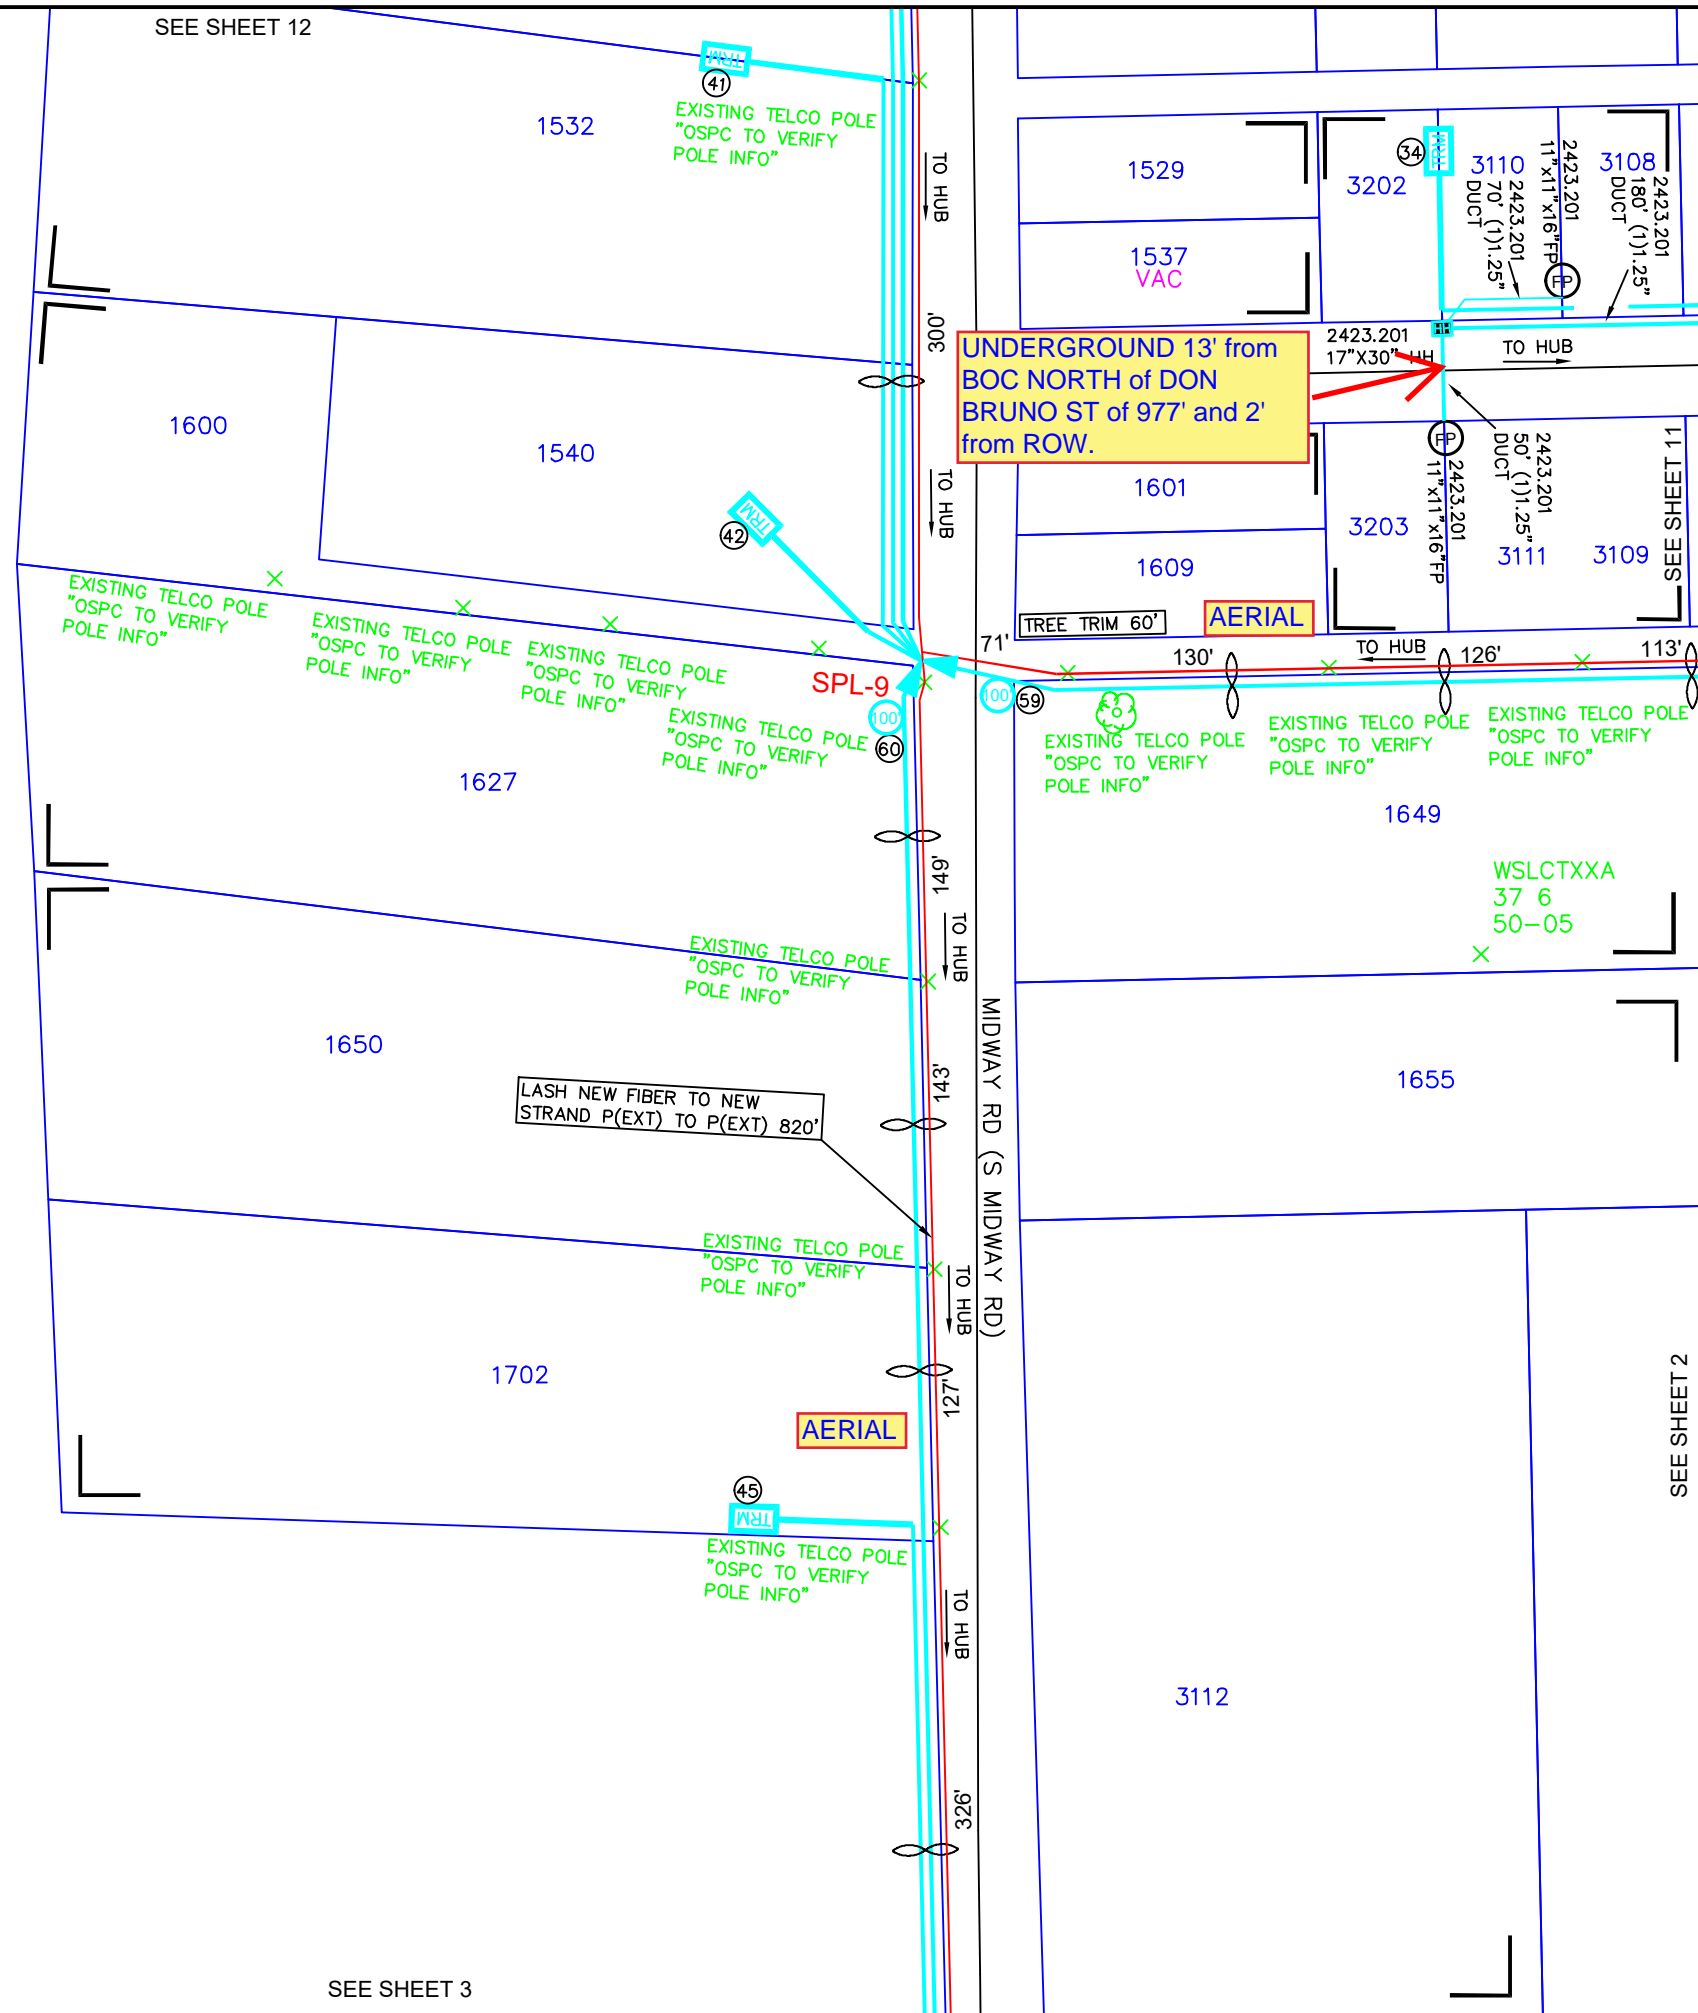 SEE SHEET 12
TRM
41
EXISTING TELCO POLE
"OSPC TO VERIFY
POLE INFO"
1532
TO HUB
300'
1529
1537
VAC
3202
34
TRM
3110
3108
2423.201
11"x11"x16"FP
FP
2423.201
70' (1)1.25"
DUCT
2423.201
180' (1)1.25"
DUCT
2423.201
17"X30" HH
TO HUB
UNDERGROUND 13' from
BOC NORTH of DON
BRUNO ST of 977' and 2'
from ROW.
1600
1540
TO HUB
TRM
42
1601
1609
3203
FP
2423.201
11"x11"x16"FP
2423.201
50' (1)1.25"
DUCT
3111
3109
SEE SHEET 11
EXISTING TELCO POLE
"OSPC TO VERIFY
POLE INFO"
EXISTING TELCO POLE
"OSPC TO VERIFY
POLE INFO"
EXISTING TELCO POLE
"OSPC TO VERIFY
POLE INFO"
EXISTING TELCO POLE
"OSPC TO VERIFY
POLE INFO"
TREE TRIM 60'
AERIAL
71'
130'
TO HUB
126'
113'
SPL-9
100'
60
100'
59
EXISTING TELCO POLE
"OSPC TO VERIFY
POLE INFO"
EXISTING TELCO POLE
"OSPC TO VERIFY
POLE INFO"
EXISTING TELCO POLE
"OSPC TO VERIFY
POLE INFO"
1627
1649
WSLCTXXA
37 6
50-05
149'
TO HUB
EXISTING TELCO POLE
"OSPC TO VERIFY
POLE INFO"
1650
143'
MIDWAY RD (S MIDWAY RD)
1655
LASH NEW FIBER TO NEW
STRAND P(EXT) TO P(EXT) 820'
EXISTING TELCO POLE
"OSPC TO VERIFY
POLE INFO"
TO HUB
1702
127'
AERIAL
SEE SHEET 2
45
TRM
EXISTING TELCO POLE
"OSPC TO VERIFY
POLE INFO"
TO HUB
3112
326'
SEE SHEET 3